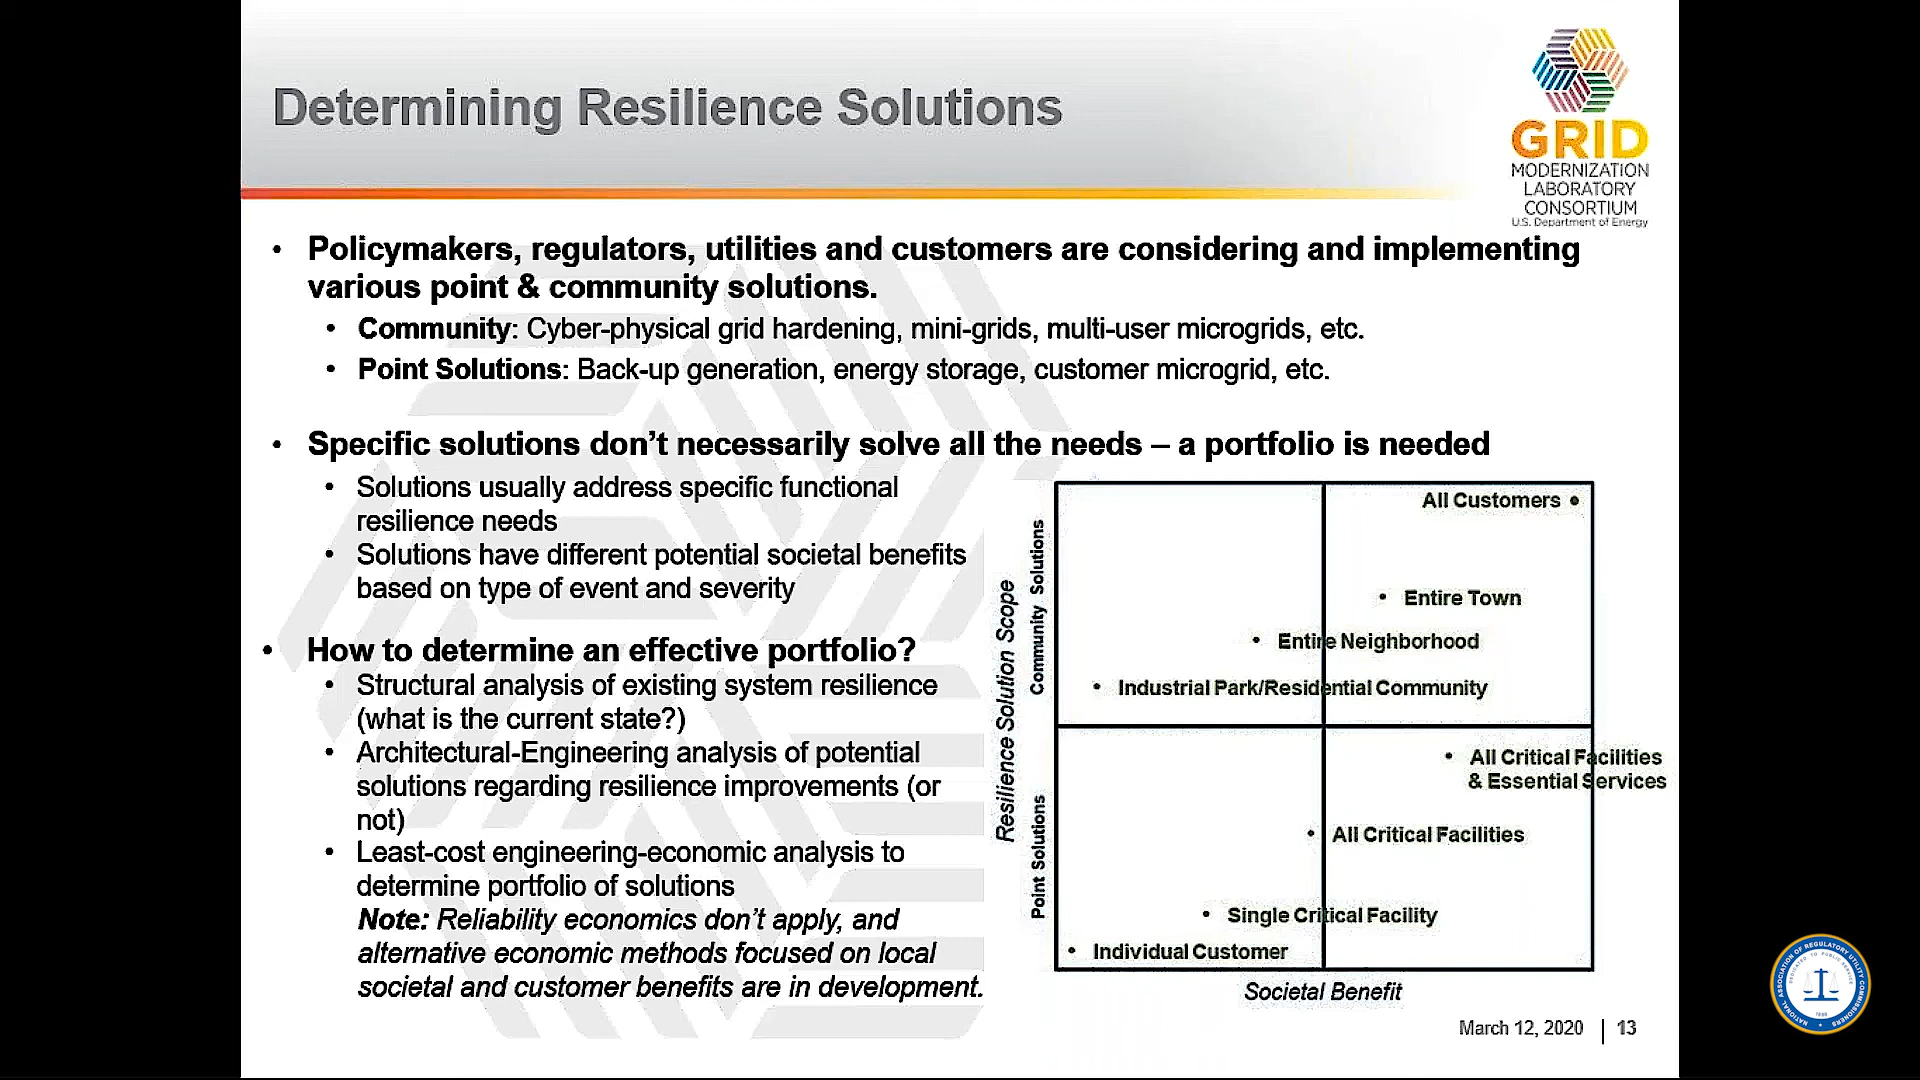 Determining Resilience Solutions
GRID
MODERNIZATION
LABORATORY
CONSORTIUM
U.S. Department of Energy
• Policymakers, regulators, utilities and customers are considering and implementing
various point & community solutions.
• Community: Cyber-physical grid hardening, mini-grids, multi-user microgrids, etc.
• Point Solutions: Back-up generation, energy storage, customer microgrid, etc.
• Specific solutions don’t necessarily solve all the needs – a portfolio is needed
• Solutions usually address specific functional
resilience needs
• Solutions have different potential societal benefits
based on type of event and severity
• How to determine an effective portfolio?
• Structural analysis of existing system resilience
(what is the current state?)
• Architectural-Engineering analysis of potential
solutions regarding resilience improvements (or
not)
• Least-cost engineering-economic analysis to
determine portfolio of solutions
Note: Reliability economics don’t apply, and
alternative economic methods focused on local
societal and customer benefits are in development.
Resilience Solution Scope
Community Solutions
Point Solutions
All Customers •
• Entire Town
• Entire Neighborhood
• Industrial Park/Residential Community
• All Critical Facilities
& Essential Services
• All Critical Facilities
• Single Critical Facility
• Individual Customer
Societal Benefit
March 12, 2020 | 13
NATIONAL ASSOCIATION OF REGULATORY UTILITY COMMISSIONERS